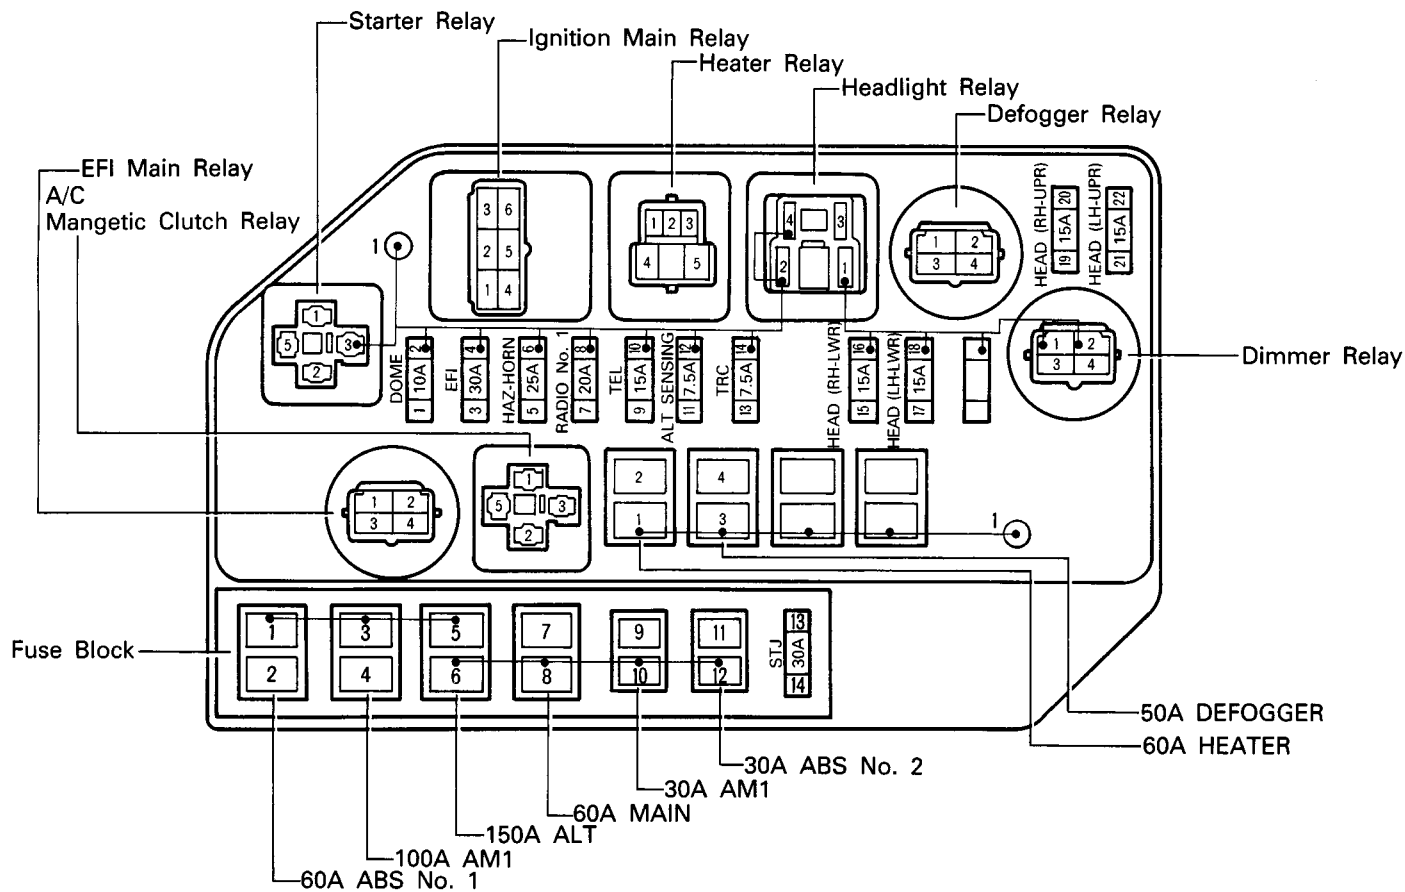 Starter Relay
Ignition Main Relay
Heater Relay
Headlight Relay
Defogger Relay
EFI Main Relay
A/C
Mangetic Clutch Relay
1
3 6
2 5
1 4
1 2 3
4 5
4 3
2 1
1 2
3 4
HEAD (RH-UPR)
19 15A 20
HEAD (LH-UPR)
21 15A 22
1
5 3
2
DOME
1 10A 2
EFI
3 30A 4
HAZ-HORN
5 25A 6
RADIO No. 1
7 20A 8
TEL
9 15A 10
ALT SENSING
11 7.5A 12
TRC
13 7.5A 14
HEAD (RH-LWR)
15 15A 16
HEAD (LH-LWR)
17 15A 18
1 2
3 4
Dimmer Relay
1 2
3 4
1
5 3
2
2 4
1 3
1
Fuse Block
1 3 5 7 9 11
2 4 6 8 10 12
STJ
13
30A
14
50A DEFOGGER
60A HEATER
30A ABS No. 2
30A AM1
60A MAIN
150A ALT
100A AM1
60A ABS No. 1